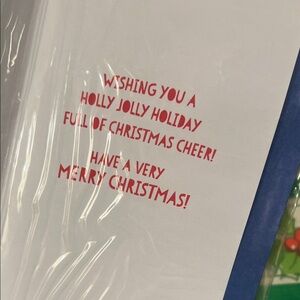 WISHING YOU A
HOLLY JOLLY HOLIDAY
FULL OF CHRISTMAS CHEER!
HAVE A VERY
MERRY CHRISTMAS!